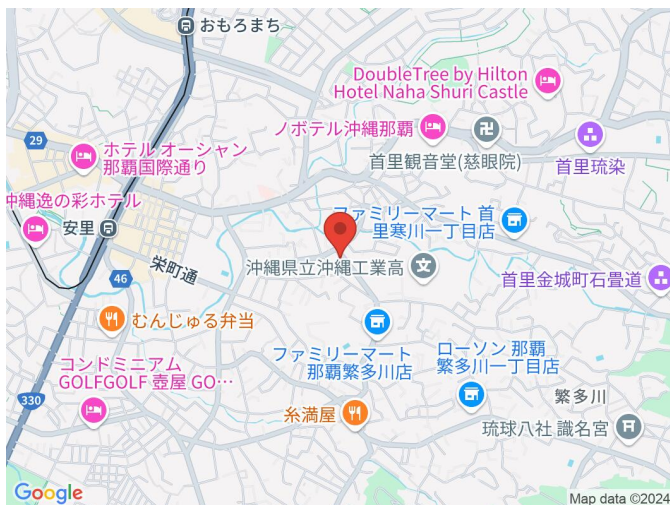 おもろまち
DoubleTree by Hilton
Hotel Naha Shuri Castle
ノボテル沖縄那覇
29
ホテル オーシャン
那覇国際通り
首里観音堂(慈眼院)
首里琉染
沖縄逸の彩ホテル
安里
ファミリーマート 首
里寒川一丁目店
栄町通
46
沖縄県立沖縄工業高
首里金城町石畳道
むんじゅる弁当
コンドミニアム
GOLFGOLF 壺屋 GO…
ファミリーマート
那覇繁多川店
ローソン 那覇
繁多川一丁目店
330
糸満屋
繁多川
琉球八社 識名宮
Google
Map data ©2024